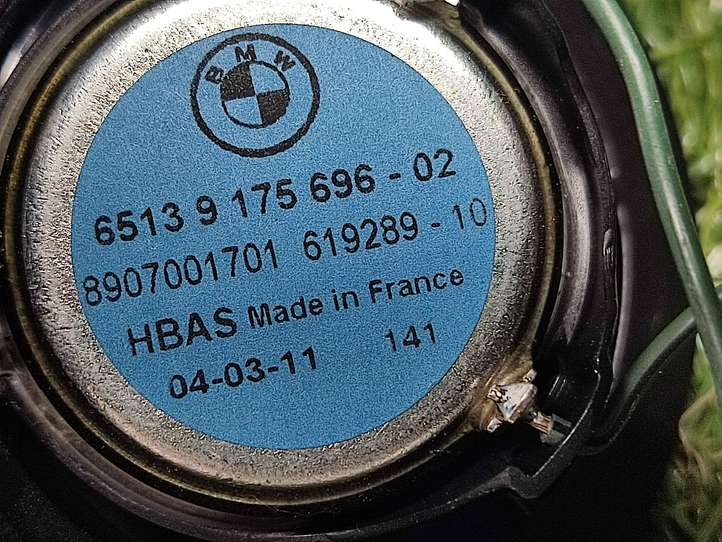 BMW
6513 9 175 696 - 02
8907001701 619289 - 10
HBAS Made in France
04-03-11 141